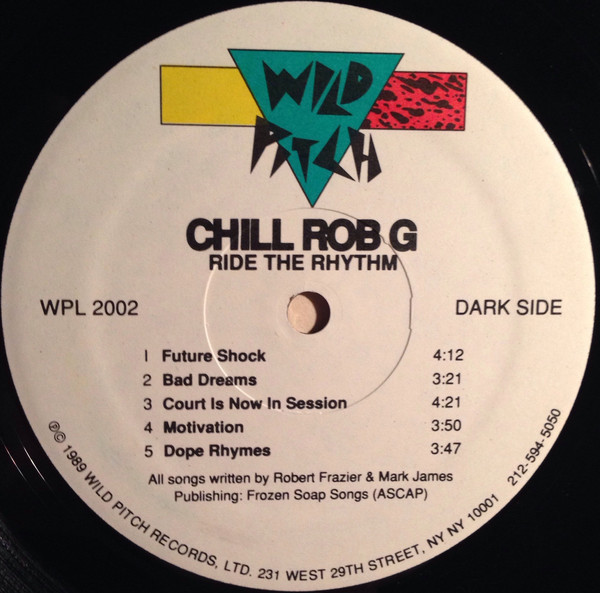 WILD
PITCH
CHILL ROB G
RIDE THE RHYTHM
WPL 2002
DARK SIDE
1 Future Shock 4:12
2 Bad Dreams 3:21
3 Court Is Now In Session 4:21
4 Motivation 3:50
5 Dope Rhymes 3:47
All songs written by Robert Frazier & Mark James
Publishing: Frozen Soap Songs (ASCAP)
℗© 1989 WILD PITCH RECORDS, LTD. 231 WEST 29TH STREET, NY NY 10001 212-594-5050